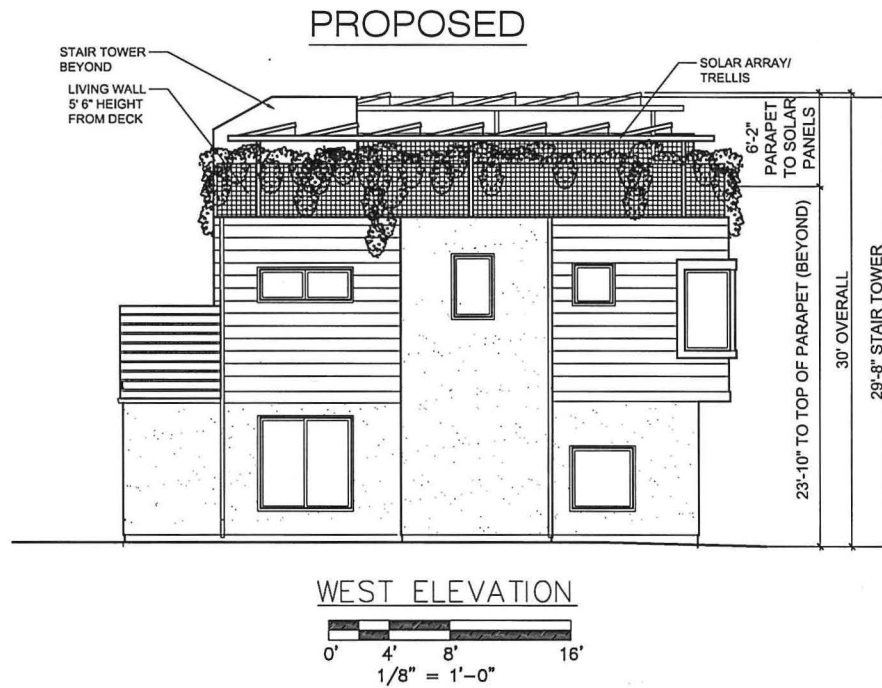 PROPOSED
STAIR TOWER
BEYOND
LIVING WALL
5' 6" HEIGHT
FROM DECK
SOLAR ARRAY/
TRELLIS
6'-2"
PARAPET
TO SOLAR
PANELS
23'-10" TO TOP OF PARAPET (BEYOND)
30' OVERALL
29'-8" STAIR TOWER
WEST ELEVATION
0' 4' 8' 16'
1/8" = 1'-0"